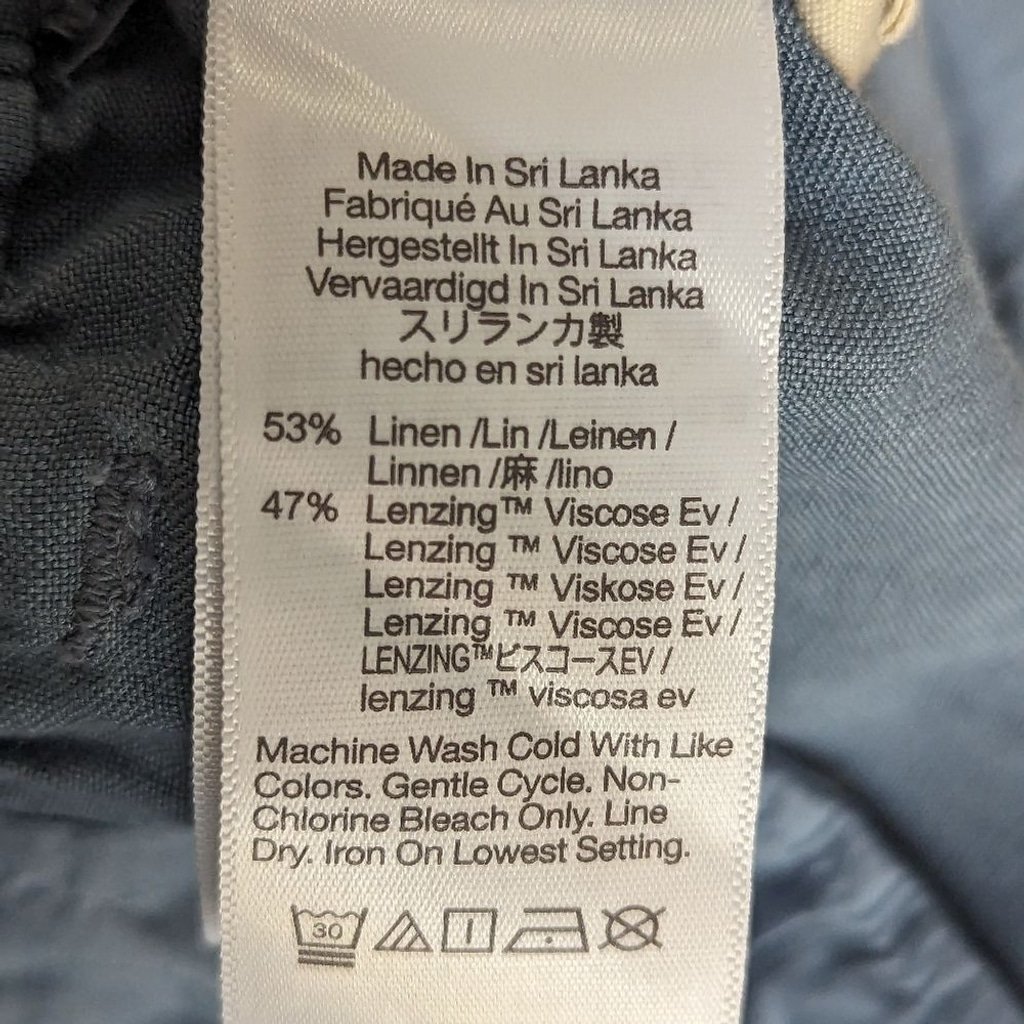 Made In Sri Lanka
Fabriqué Au Sri Lanka
Hergestellt In Sri Lanka
Vervaardigd In Sri Lanka
スリランカ製
hecho en sri lanka
53% Linen /Lin /Leinen /
Linnen /麻 /lino
47% Lenzing™ Viscose Ev /
Lenzing ™ Viscose Ev /
Lenzing ™ Viskose Ev /
Lenzing ™ Viscose Ev /
LENZING™ビスコースEV /
lenzing ™ viscosa ev
Machine Wash Cold With Like
Colors. Gentle Cycle. Non-
Chlorine Bleach Only. Line
Dry. Iron On Lowest Setting.
30